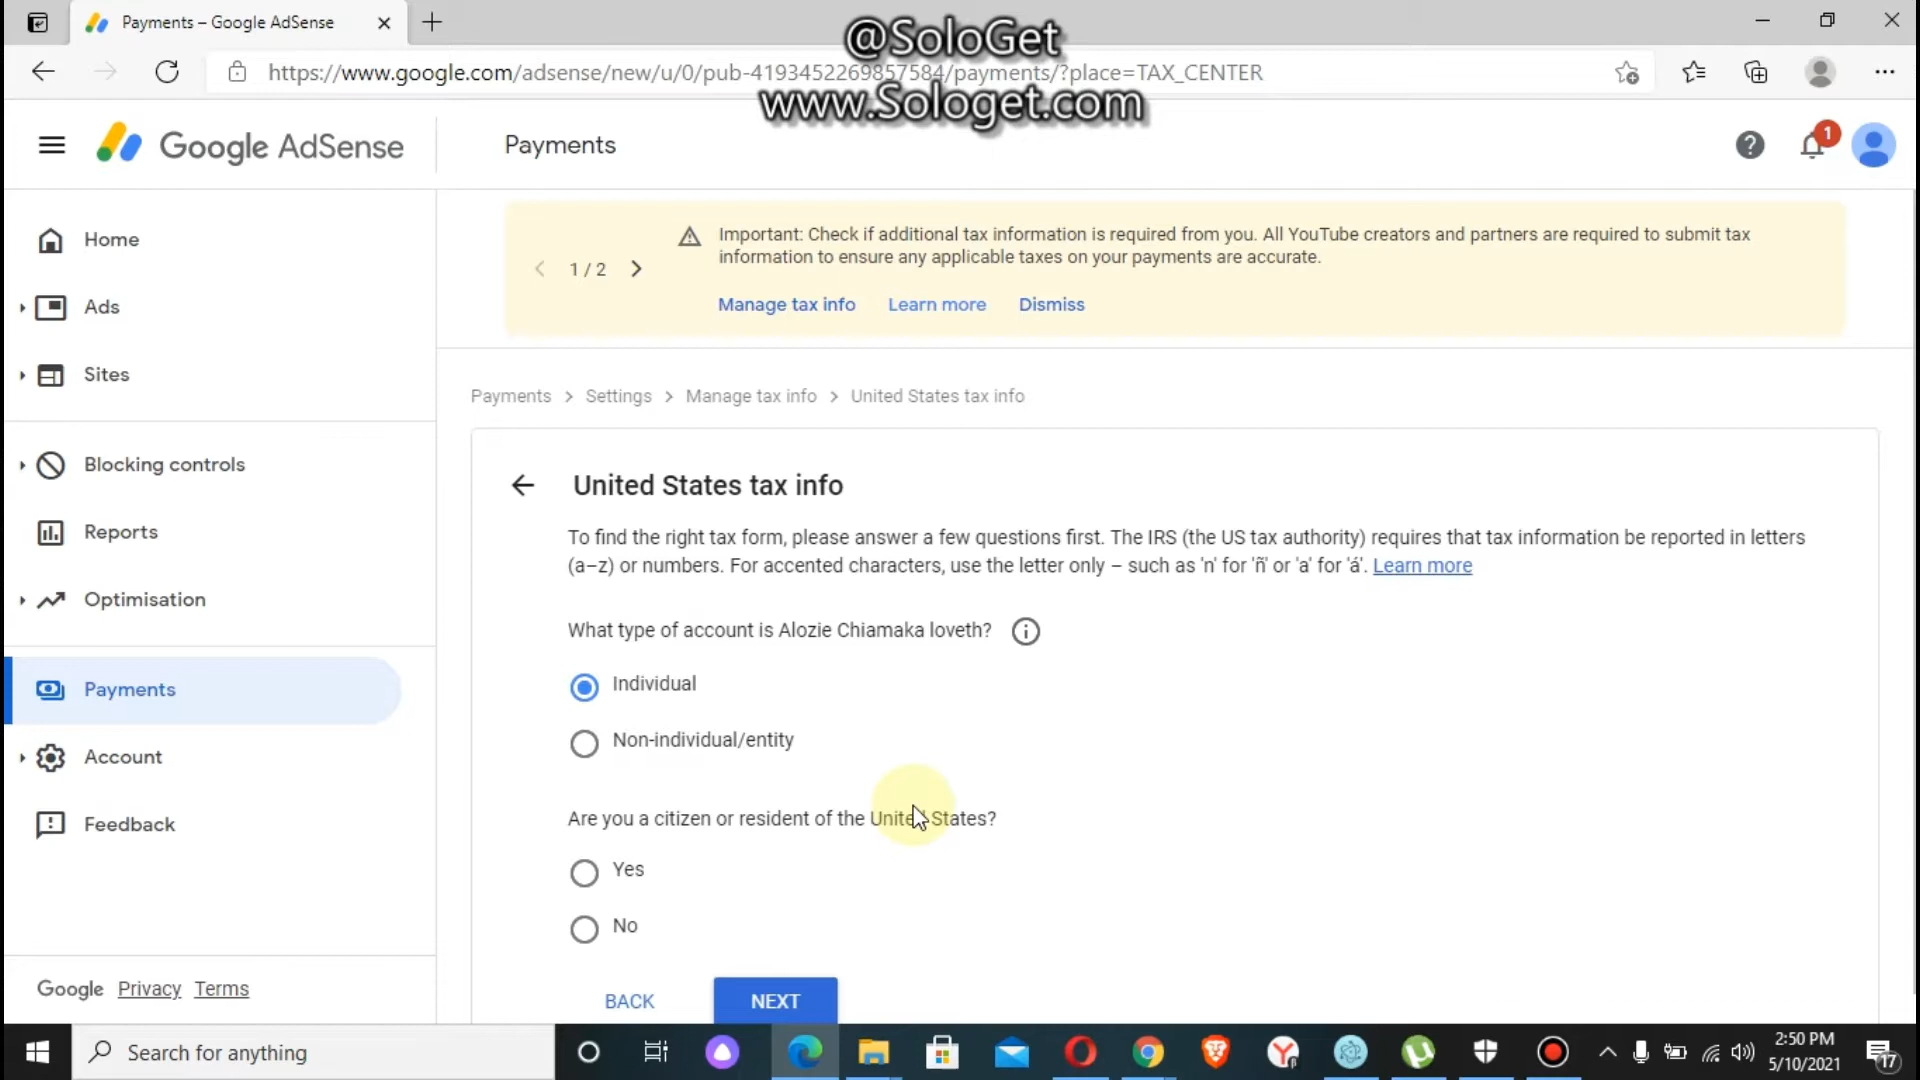 Payments – Google AdSense
@SoloGet
https://www.google.com/adsense/new/u/0/pub-4193452269857584/payments/?place=TAX_CENTER
www.Sologet.com
Google AdSense
Payments
1
Home
Ads
Sites
Blocking controls
Reports
Optimisation
Payments
Account
Feedback
Google Privacy Terms
1 / 2
Important: Check if additional tax information is required from you. All YouTube creators and partners are required to submit tax
information to ensure any applicable taxes on your payments are accurate.
Manage tax info Learn more Dismiss
Payments > Settings > Manage tax info > United States tax info
United States tax info
To find the right tax form, please answer a few questions first. The IRS (the US tax authority) requires that tax information be reported in letters
(a–z) or numbers. For accented characters, use the letter only – such as 'n' for 'ñ' or 'a' for 'á'. Learn more
What type of account is Alozie Chiamaka loveth?
Individual
Non-individual/entity
Are you a citizen or resident of the United States?
Yes
No
BACK NEXT
Search for anything
2:50 PM
5/10/2021
17